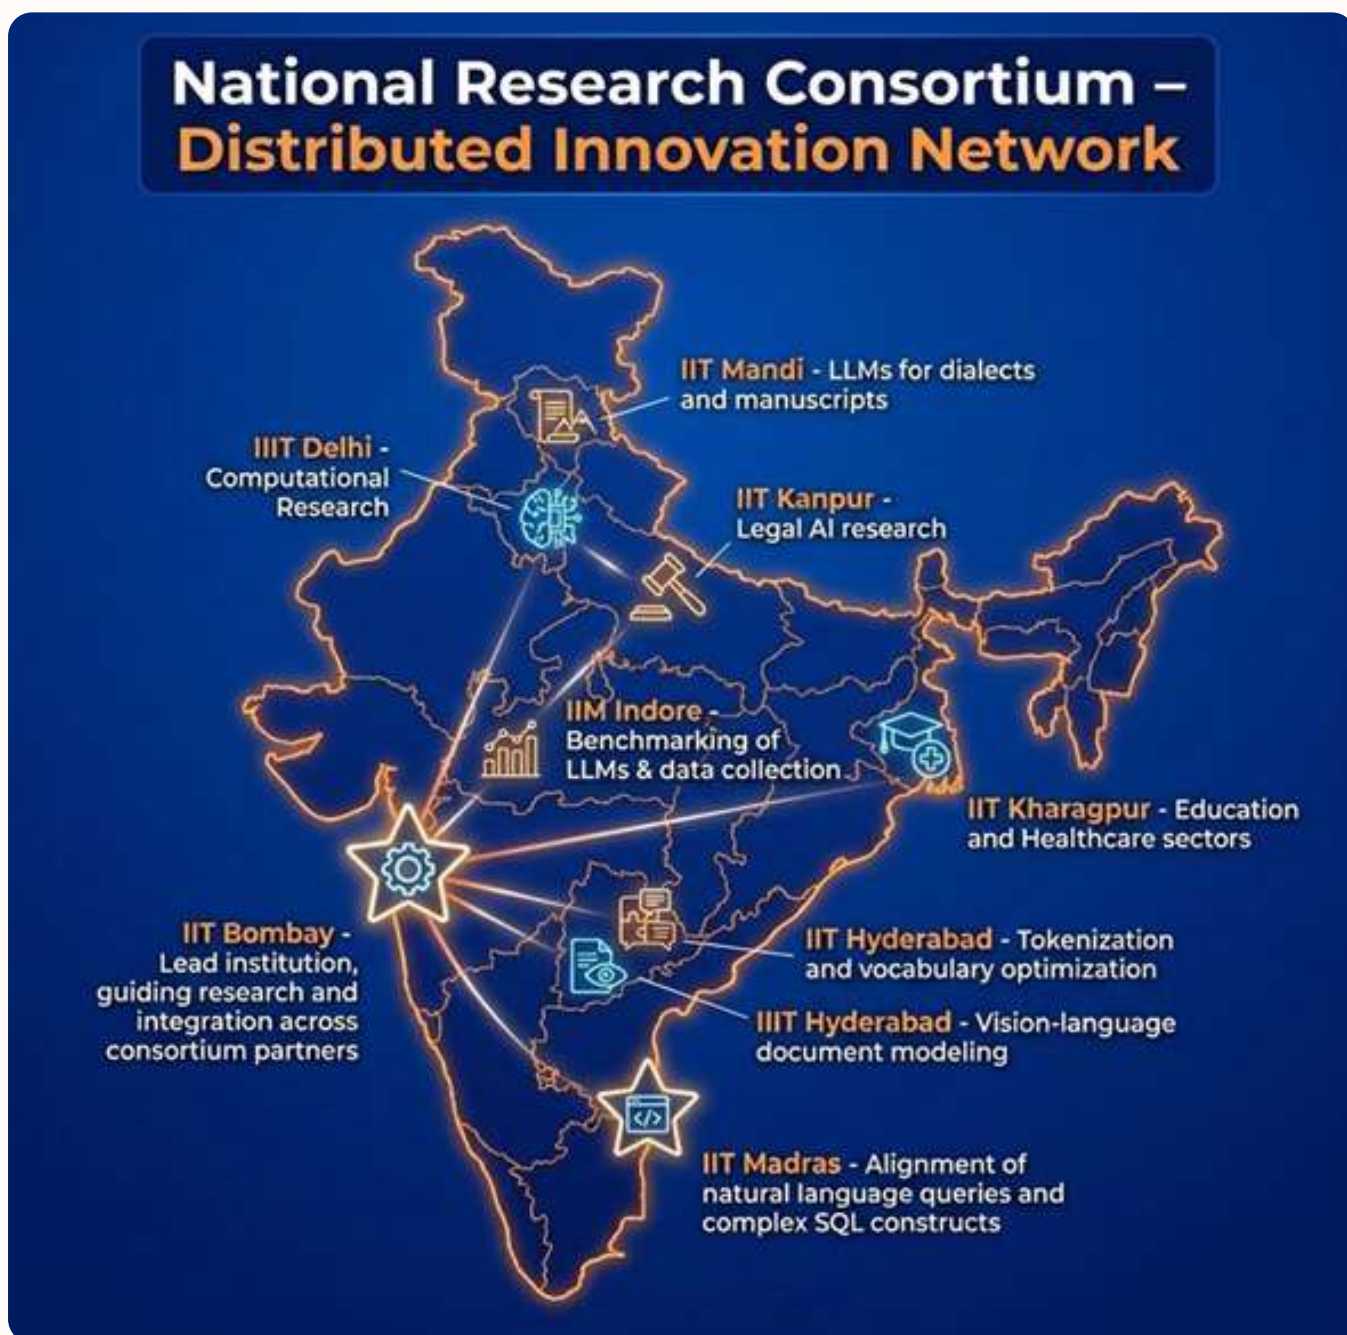 National Research Consortium –
Distributed Innovation Network
IIT Mandi - LLMs for dialects
and manuscripts
IIIT Delhi -
Computational
Research
IIT Kanpur -
Legal AI research
IIM Indore -
Benchmarking of
LLMs & data collection
IIT Kharagpur - Education
and Healthcare sectors
IIT Bombay -
Lead institution,
guiding research and
integration across
consortium partners
IIT Hyderabad - Tokenization
and vocabulary optimization
IIIT Hyderabad - Vision-language
document modeling
</>
IIT Madras - Alignment of
natural language queries and
complex SQL constructs